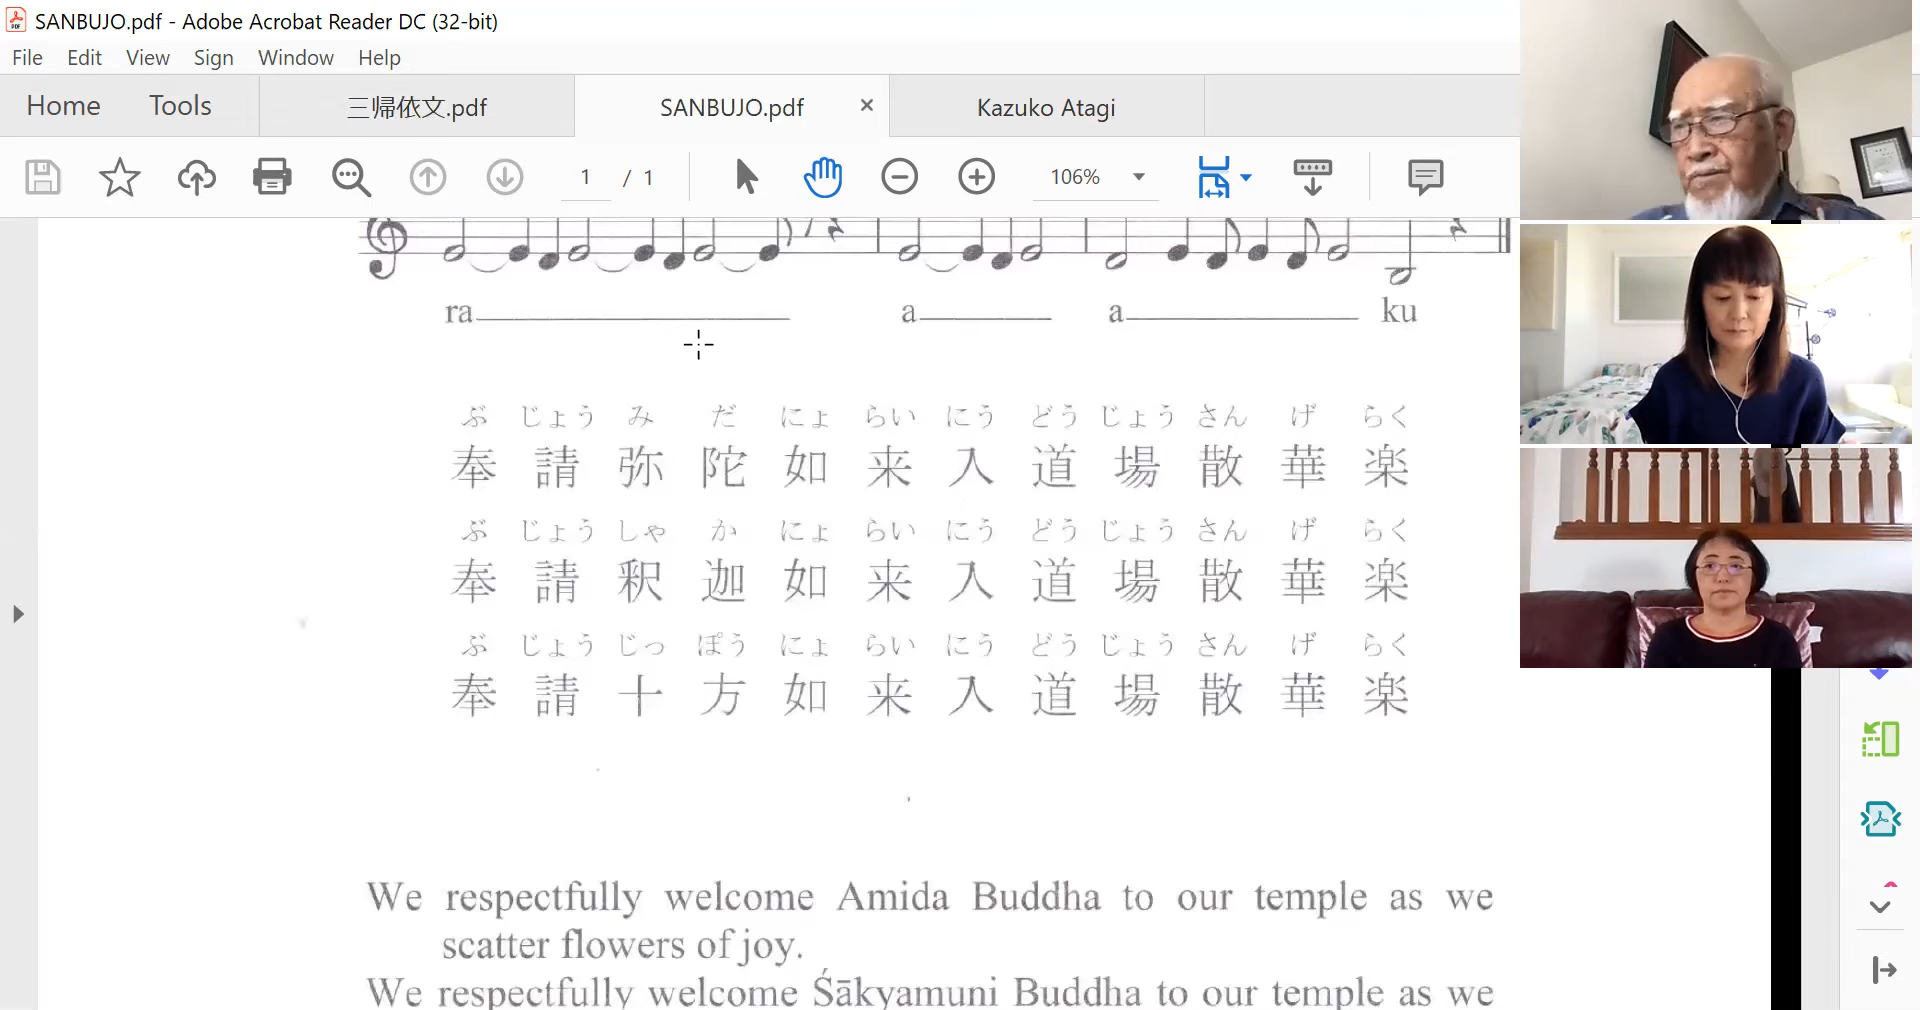 SANBUJO.pdf - Adobe Acrobat Reader DC (32-bit)
File Edit View Sign Window Help
Home Tools 三帰依文.pdf SANBUJO.pdf × Kazuko Atagi
1 / 1 106%
ra a a ku
ぶ じょう み だ にょ らい にう どう じょう さん げ らく
奉 請 弥 陀 如 来 入 道 場 散 華 楽
ぶ じょう しゃ か にょ らい にう どう じょう さん げ らく
奉 請 釈 迦 如 来 入 道 場 散 華 楽
ぶ じょう じっ ぽう にょ らい にう どう じょう さん げ らく
奉 請 十 方 如 来 入 道 場 散 華 楽
We respectfully welcome Amida Buddha to our temple as we
scatter flowers of joy.
We respectfully welcome Śākyamuni Buddha to our temple as we